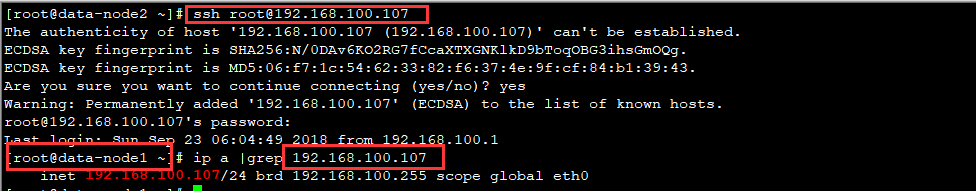 [root@data-node2 ~]# ssh root@192.168.100.107
The authenticity of host '192.168.100.107 (192.168.100.107)' can't be established.
ECDSA key fingerprint is SHA256:N/0DAv6KO2RG7fCcaXTXGNKlkD9bToqOBG3ihsGmOQg.
ECDSA key fingerprint is MD5:06:f7:1c:54:62:33:82:f6:37:4e:9f:cf:84:b1:39:43.
Are you sure you want to continue connecting (yes/no)? yes
Warning: Permanently added '192.168.100.107' (ECDSA) to the list of known hosts.
root@192.168.100.107's password:
Last login: Sun Sep 23 06:04:49 2018 from 192.168.100.1
[root@data-node1 ~]# ip a |grep 192.168.100.107
inet 192.168.100.107/24 brd 192.168.100.255 scope global eth0